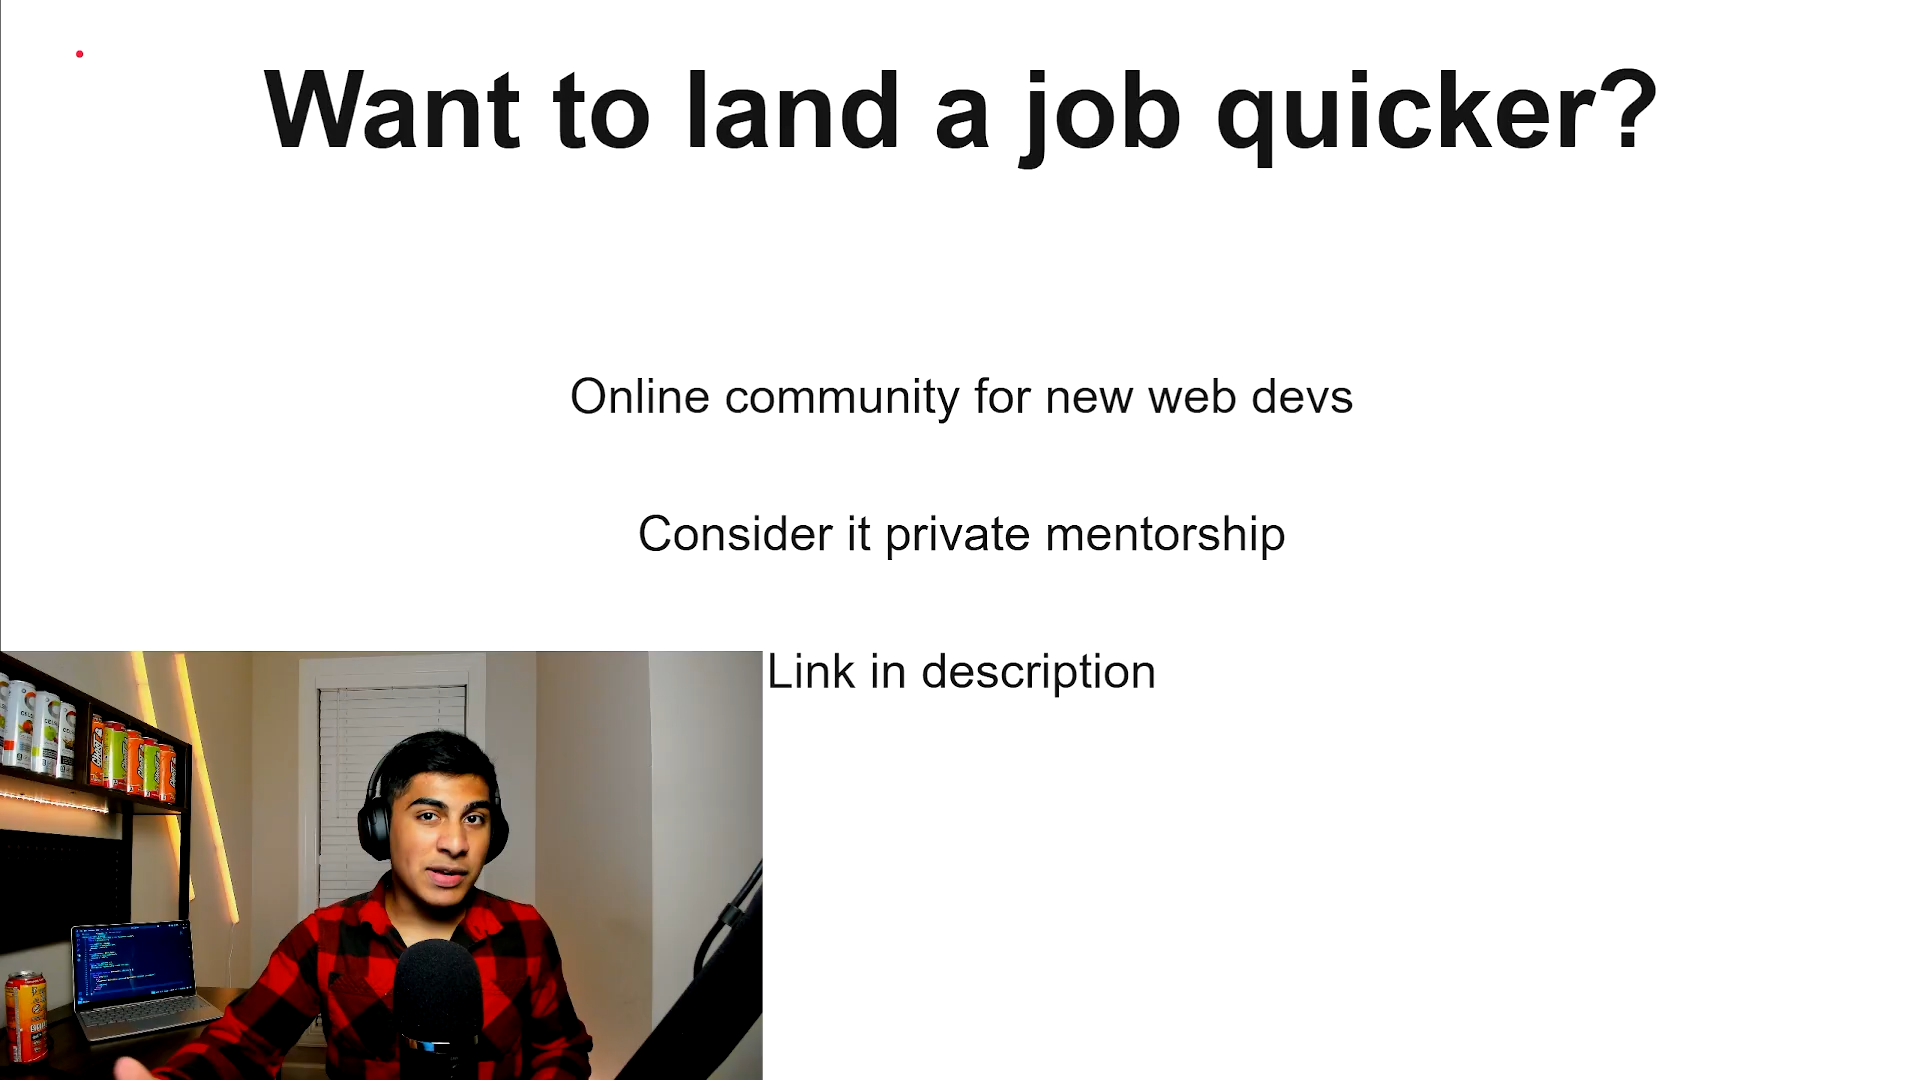 Want to land a job quicker?
Online community for new web devs
Consider it private mentorship
Link in description